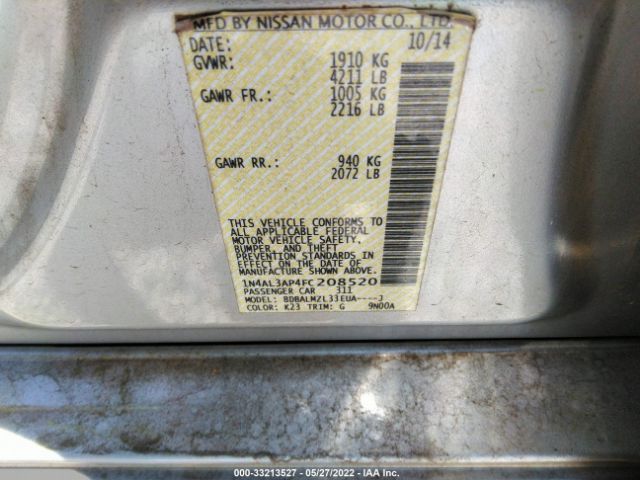 MFD BY NISSAN MOTOR CO., LTD.
DATE: 10/14
GVWR: 1910 KG
4211 LB
GAWR FR.: 1005 KG
2216 LB
GAWR RR.: 940 KG
2072 LB
THIS VEHICLE CONFORMS TO
ALL APPLICABLE FEDERAL
MOTOR VEHICLE SAFETY,
BUMPER, AND THEFT
PREVENTION STANDARDS IN
EFFECT ON THE DATE OF
MANUFACTURE SHOWN ABOVE.
1N4AL3AP4FC208520
PASSENGER CAR 311
MODEL: BDBALMZL33EUA----J
COLOR: K23 TRIM: G 9N00A
000-33213527 - 05/27/2022 - IAA Inc.